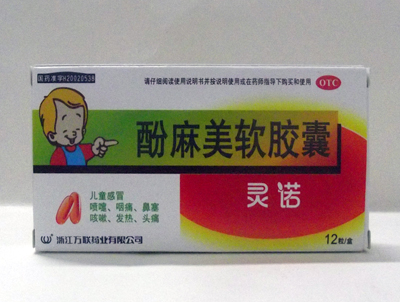 国药准字H20020538
请仔细阅读使用说明书并按说明使用或在药师指导下购买和使用
OTC
酚麻美软胶囊
灵诺
儿童感冒
喷嚏、咽痛、鼻塞
咳嗽、发热、头痛
浙江万联药业有限公司
12粒/盒